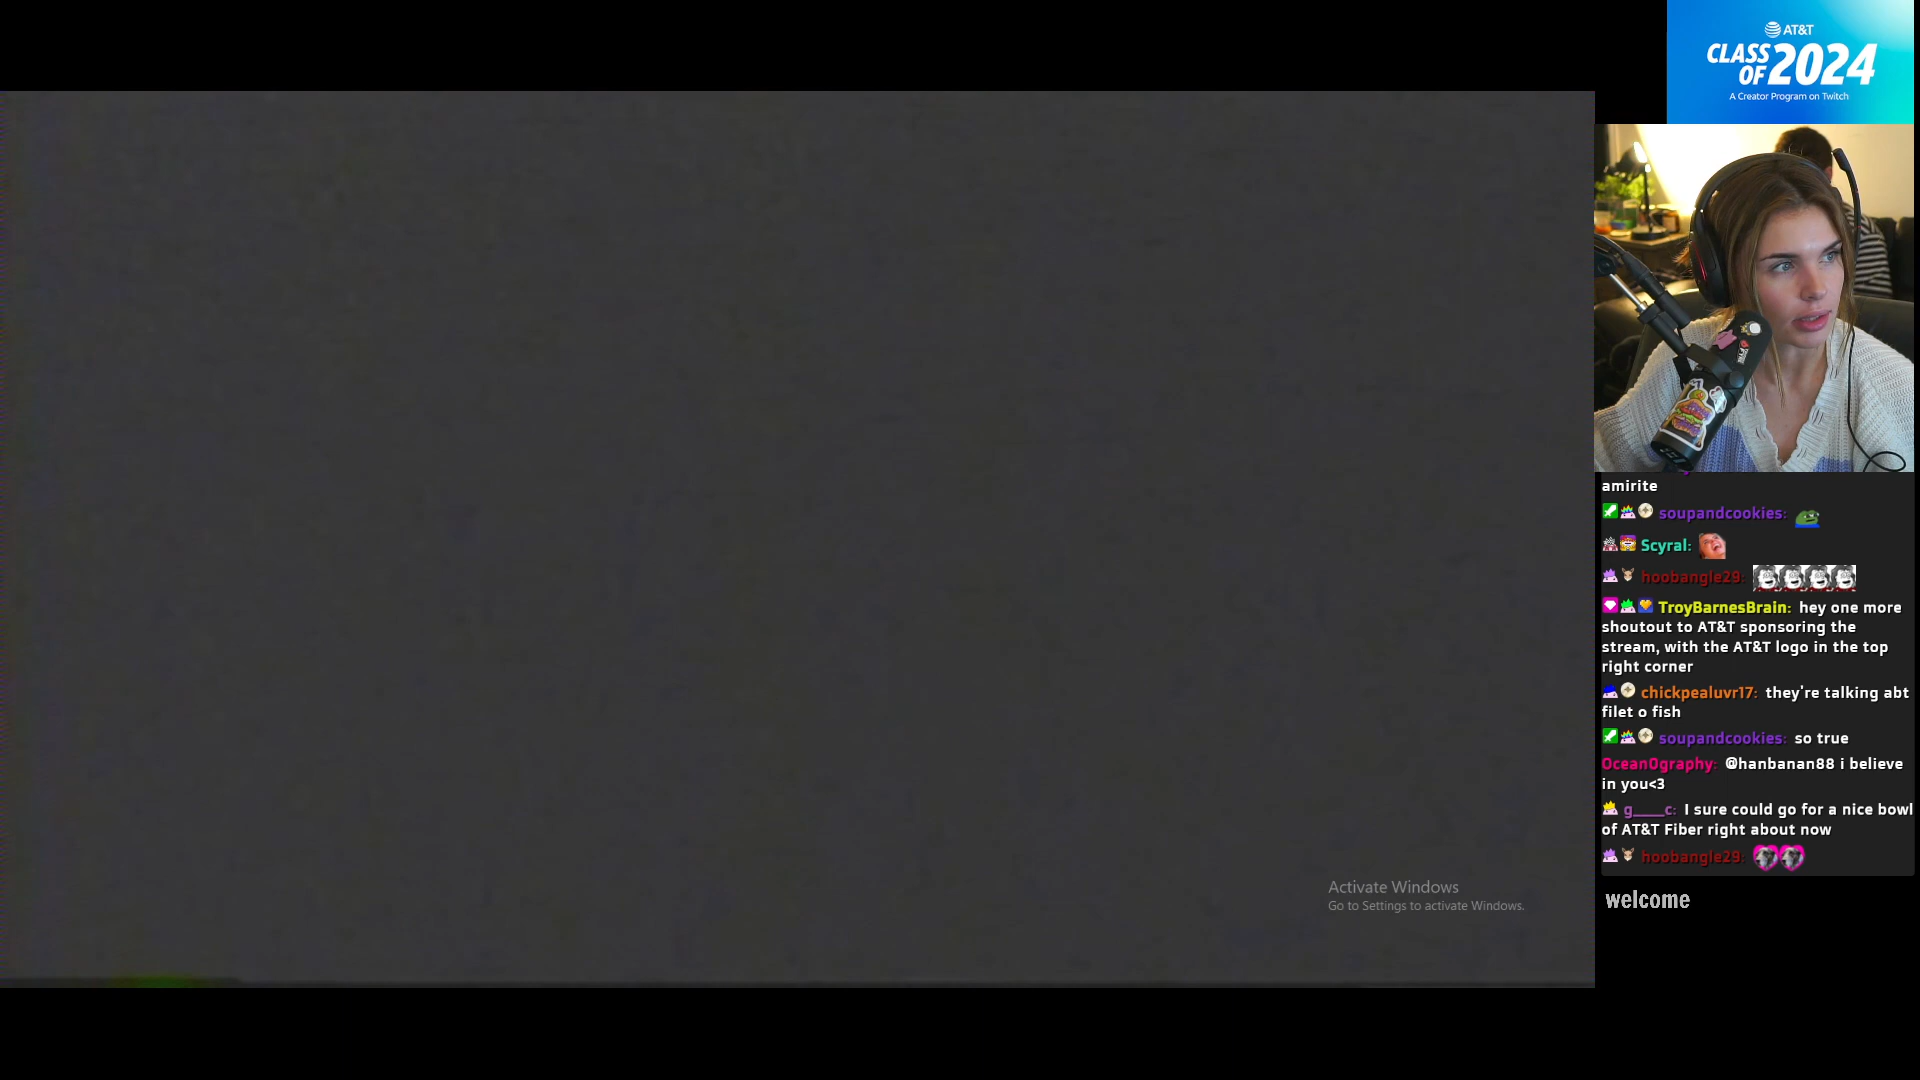 AT&T
CLASS
OF 2024
A Creator Program on Twitch
amirite
soupandcookies:
Scyral:
hoobangle29:
TroyBarnesBrain: hey one more
shoutout to AT&T sponsoring the
stream, with the AT&T logo in the top
right corner
chickpealuvr17: they're talking abt
filet o fish
soupandcookies: so true
OceanOgraphy: @hanbanan88 i believe
in you<3
g____c: I sure could go for a nice bowl
of AT&T Fiber right about now
hoobangle29:
Activate Windows
Go to Settings to activate Windows.
welcome